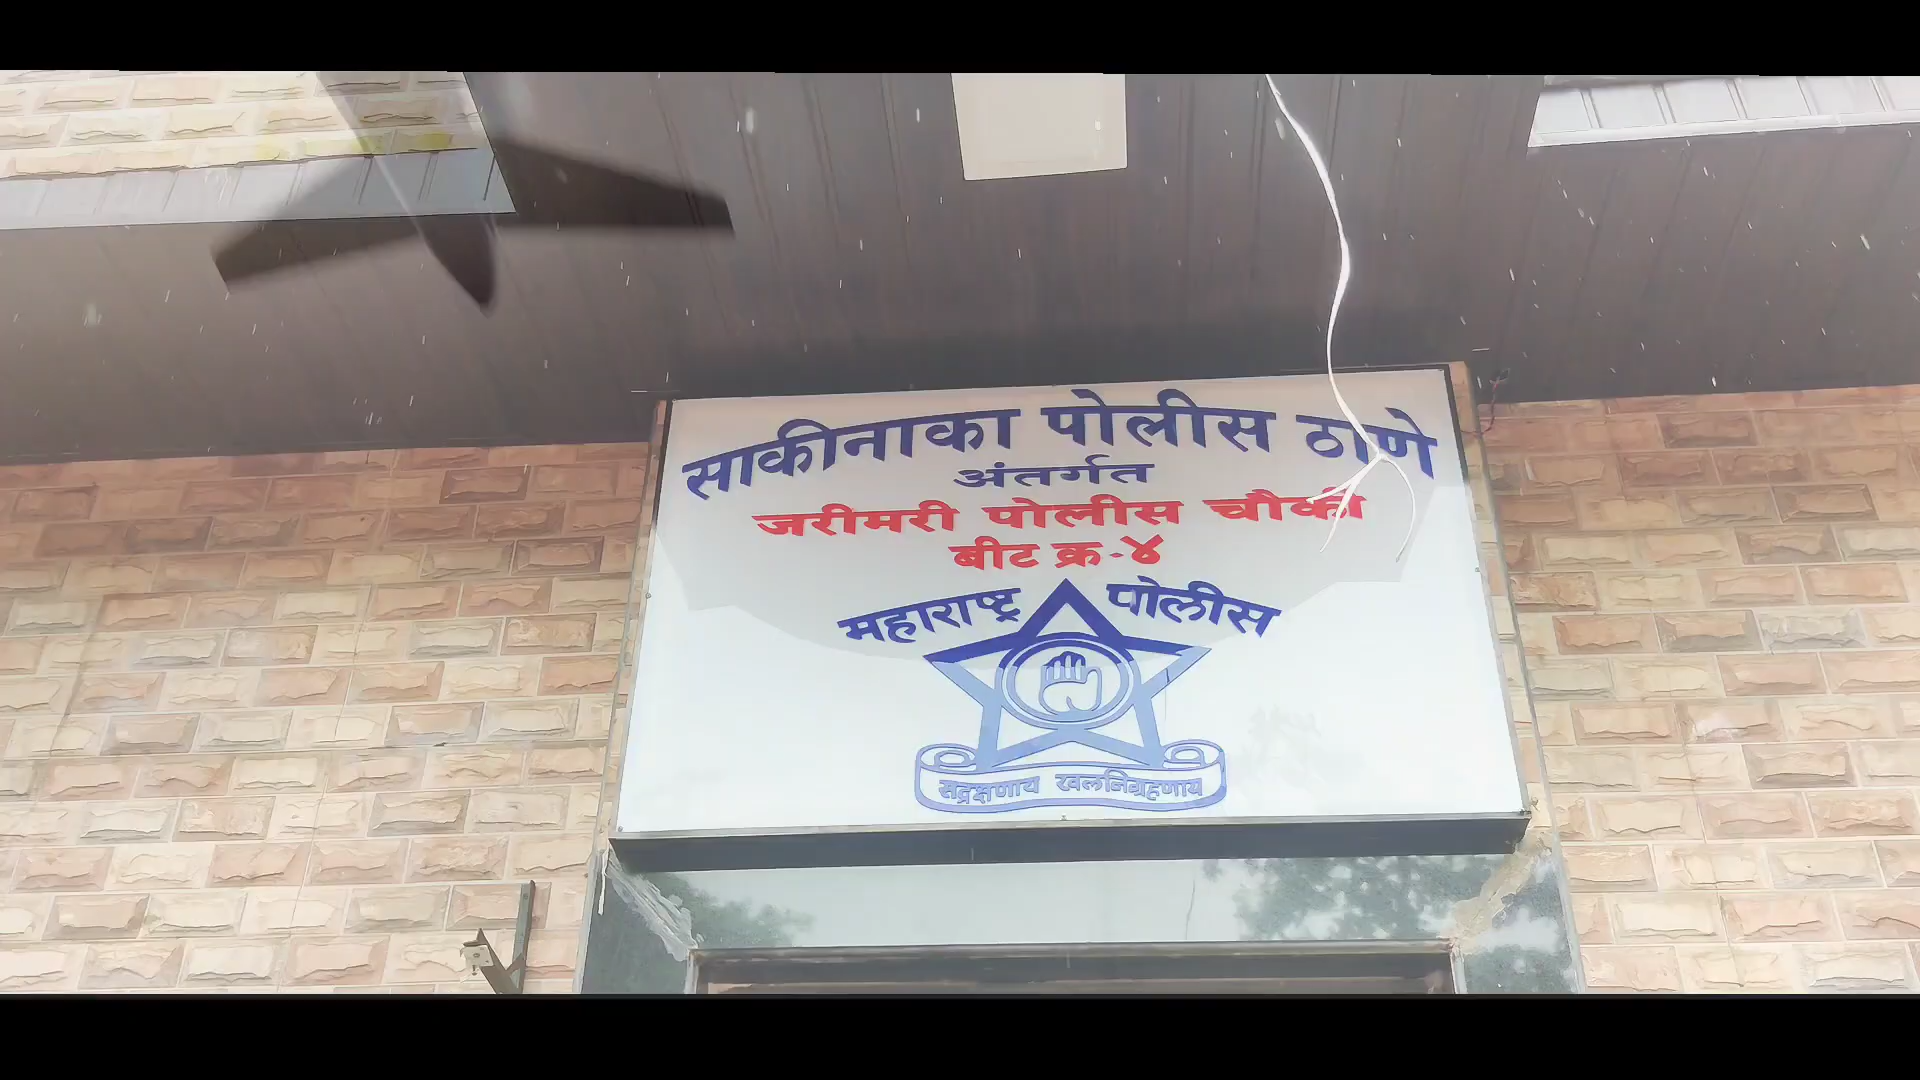 साकीनाका पोलीस ठाणे
अंतर्गत
जरीमरी पोलीस चौकी
बीट क्र.४
महाराष्ट्र पोलीस
सद्रक्षणाय खलनिग्रहणाय